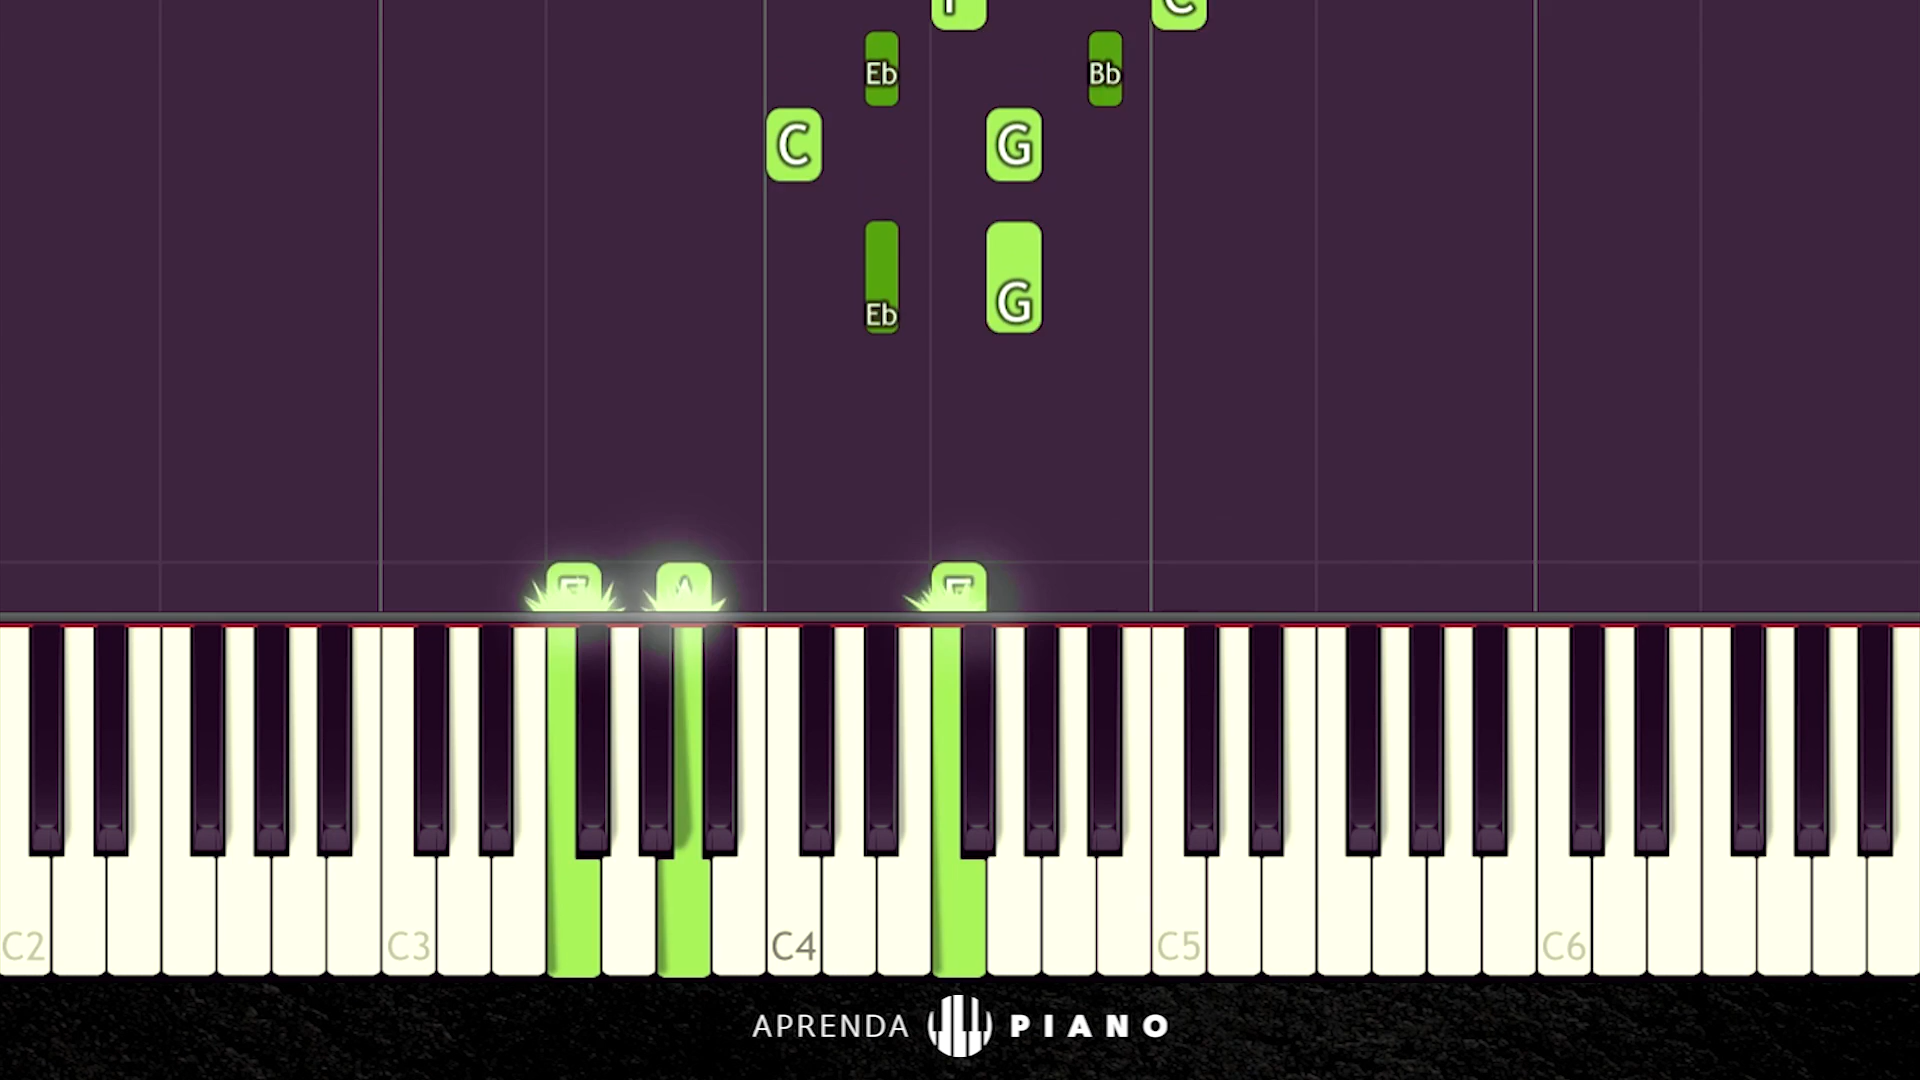 F C
Eb Bb
C G
Eb G
F A F
C2 C3 C4 C5 C6
APRENDA PIANO